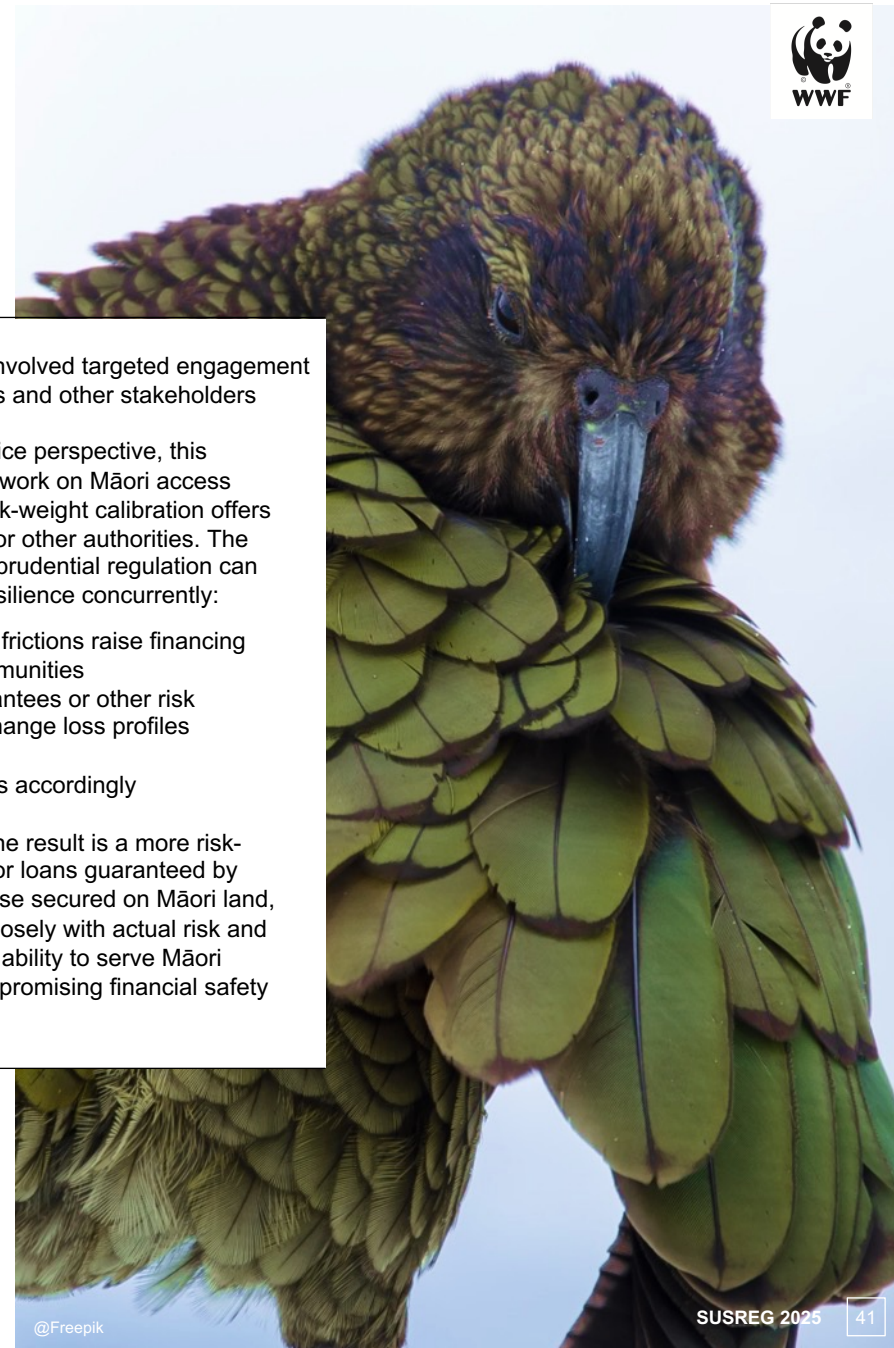 WWF
nvolved targeted engagement
s and other stakeholders
ice perspective, this
work on Māori access
k-weight calibration offers
or other authorities. The
prudential regulation can
silience concurrently:
frictions raise financing
munities
antees or other risk
hange loss profiles
s accordingly
he result is a more risk-
or loans guaranteed by
se secured on Māori land,
osely with actual risk and
ability to serve Māori
promising financial safety
@Freepik
SUSREG 2025
41